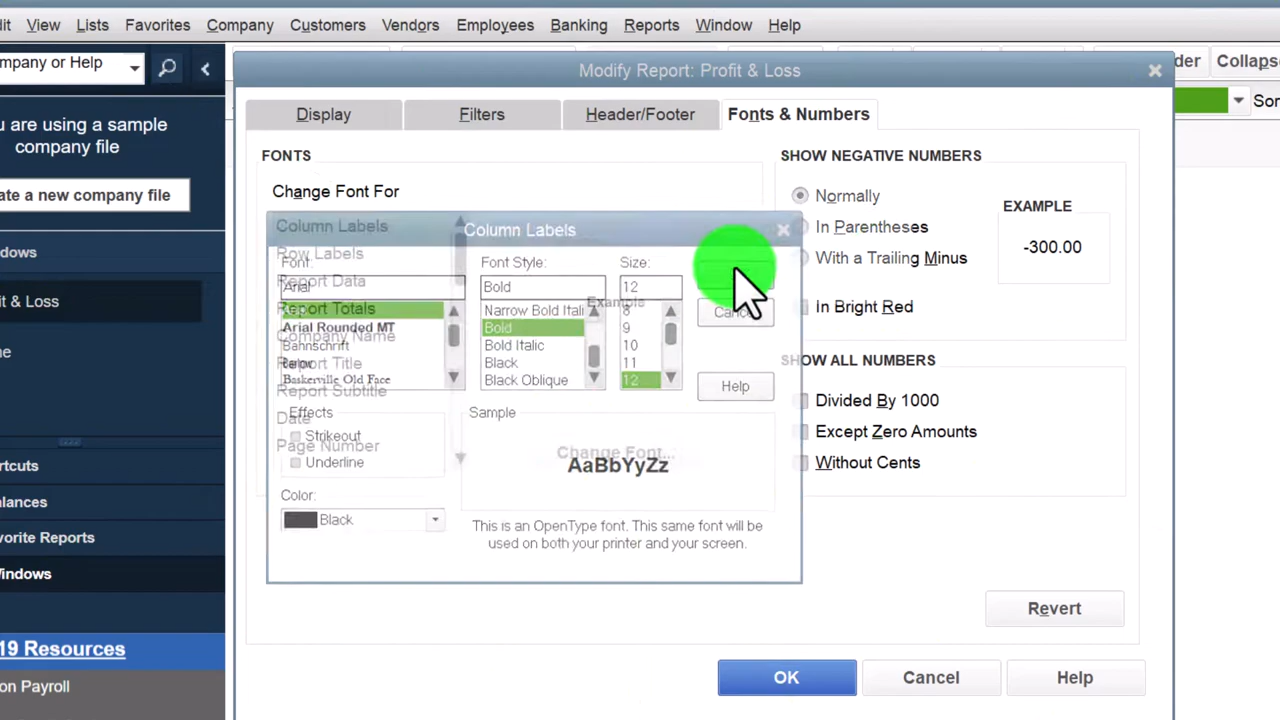 it View Lists Favorites Company Customers Vendors Employees Banking Reports Window Help
mpany or Help
der Collaps
Modify Report: Profit & Loss
Sor
u are using a sample
company file
ate a new company file
ndows
it & Loss
me
rtcuts
alances
vorite Reports
Windows
19 Resources
on Payroll
Display Filters Header/Footer Fonts & Numbers
FONTS
Change Font For
Column Labels
Row Labels
Report Data
Report Totals
Company Name
Report Title
Report Subtitle
Date
Page Number
Example
Change Font...
Column Labels
Font:
Arial
Arial Rounded MT
Bahnschrift
Baskerville Old Face
Font Style:
Bold
Narrow Bold Itali
Bold
Bold Italic
Black
Black Oblique
Size:
12
8
9
10
11
12
Cance
Help
Effects
Strikeout
Underline
Color:
Black
Sample
AaBbYyZz
This is an OpenType font. This same font will be
used on both your printer and your screen.
SHOW NEGATIVE NUMBERS
Normally
In Parentheses
With a Trailing Minus
In Bright Red
EXAMPLE
-300.00
SHOW ALL NUMBERS
Divided By 1000
Except Zero Amounts
Without Cents
Revert
OK Cancel Help